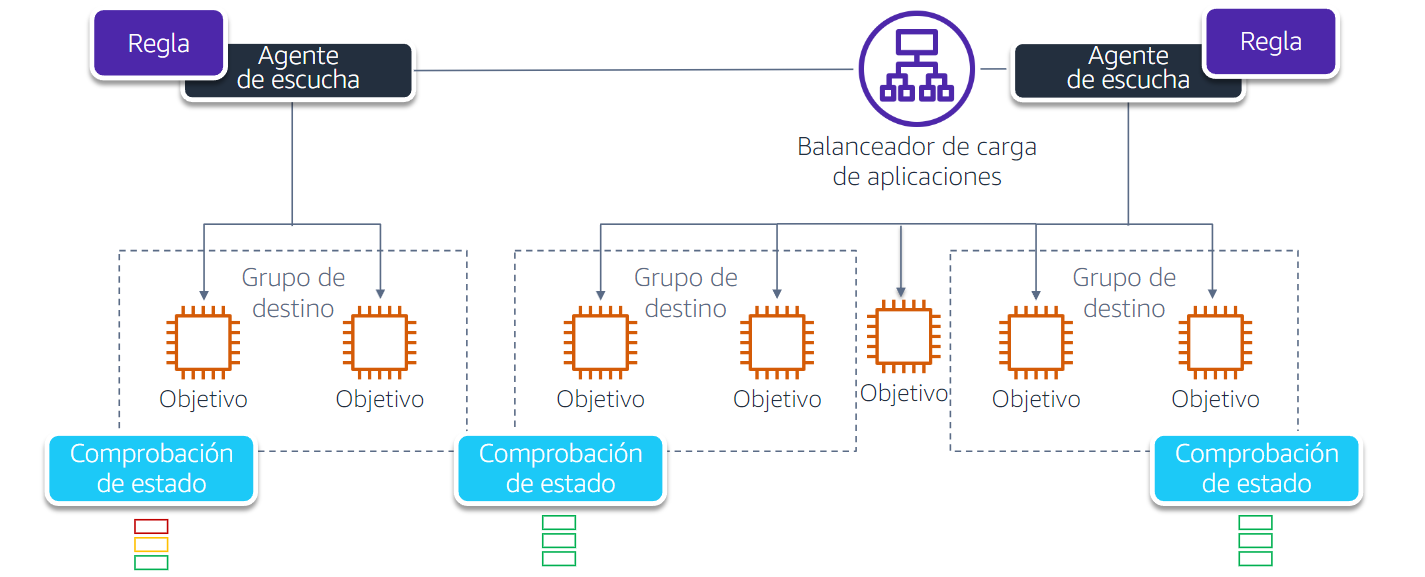 Regla
Agente
de escucha
Agente
de escucha
Regla
Balanceador de carga
de aplicaciones
Grupo de
destino
Grupo de
destino
Grupo de
destino
Objetivo
Objetivo
Objetivo
Objetivo
Objetivo
Objetivo
Objetivo
Comprobación
de estado
Comprobación
de estado
Comprobación
de estado